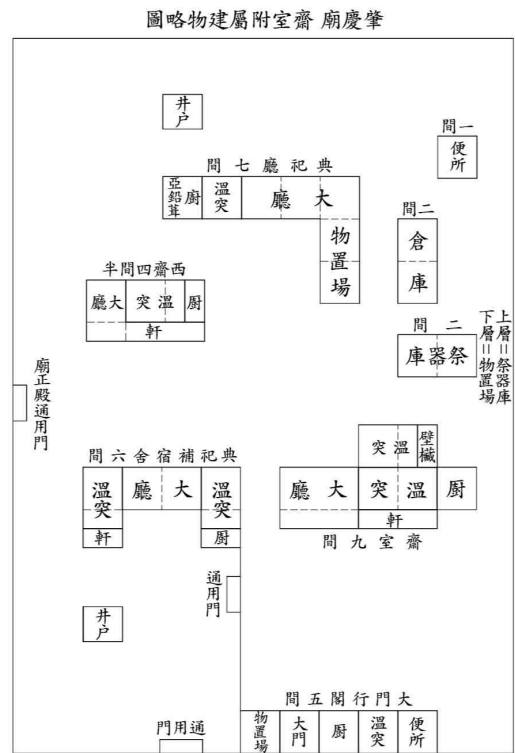 肇慶廟 齋室附屬建物略圖
井戸
一間
便所
典祀廳七間
大廳
溫突
廚
亞鉛葺
物置場
二間
倉庫
西齋四間半
廚
溫突
大廳
軒
二間
祭器庫
上層＝祭器庫
下層＝物置場
廟正殿通用門
壁欌
溫突
廚
溫突
大廳
軒
齋室九間
典祀補宿舍六間
溫突
大廳
溫突
廚
軒
通用門
井戸
大門行閣五間
便所
溫突
廚
大門
物置場
通用門